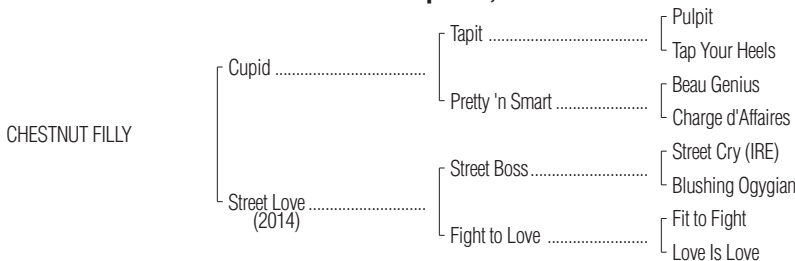 Pulpit
Tapit ................................................
Tap Your Heels
Cupid .............................................
Beau Genius
Pretty 'n Smart ...........................
Charge d'Affaires
CHESTNUT FILLY
Street Cry (IRE)
Street Boss...................................
Blushing Ogygian
Street Love ...................................
(2014)
Fit to Fight
Fight to Love ..............................
Love Is Love